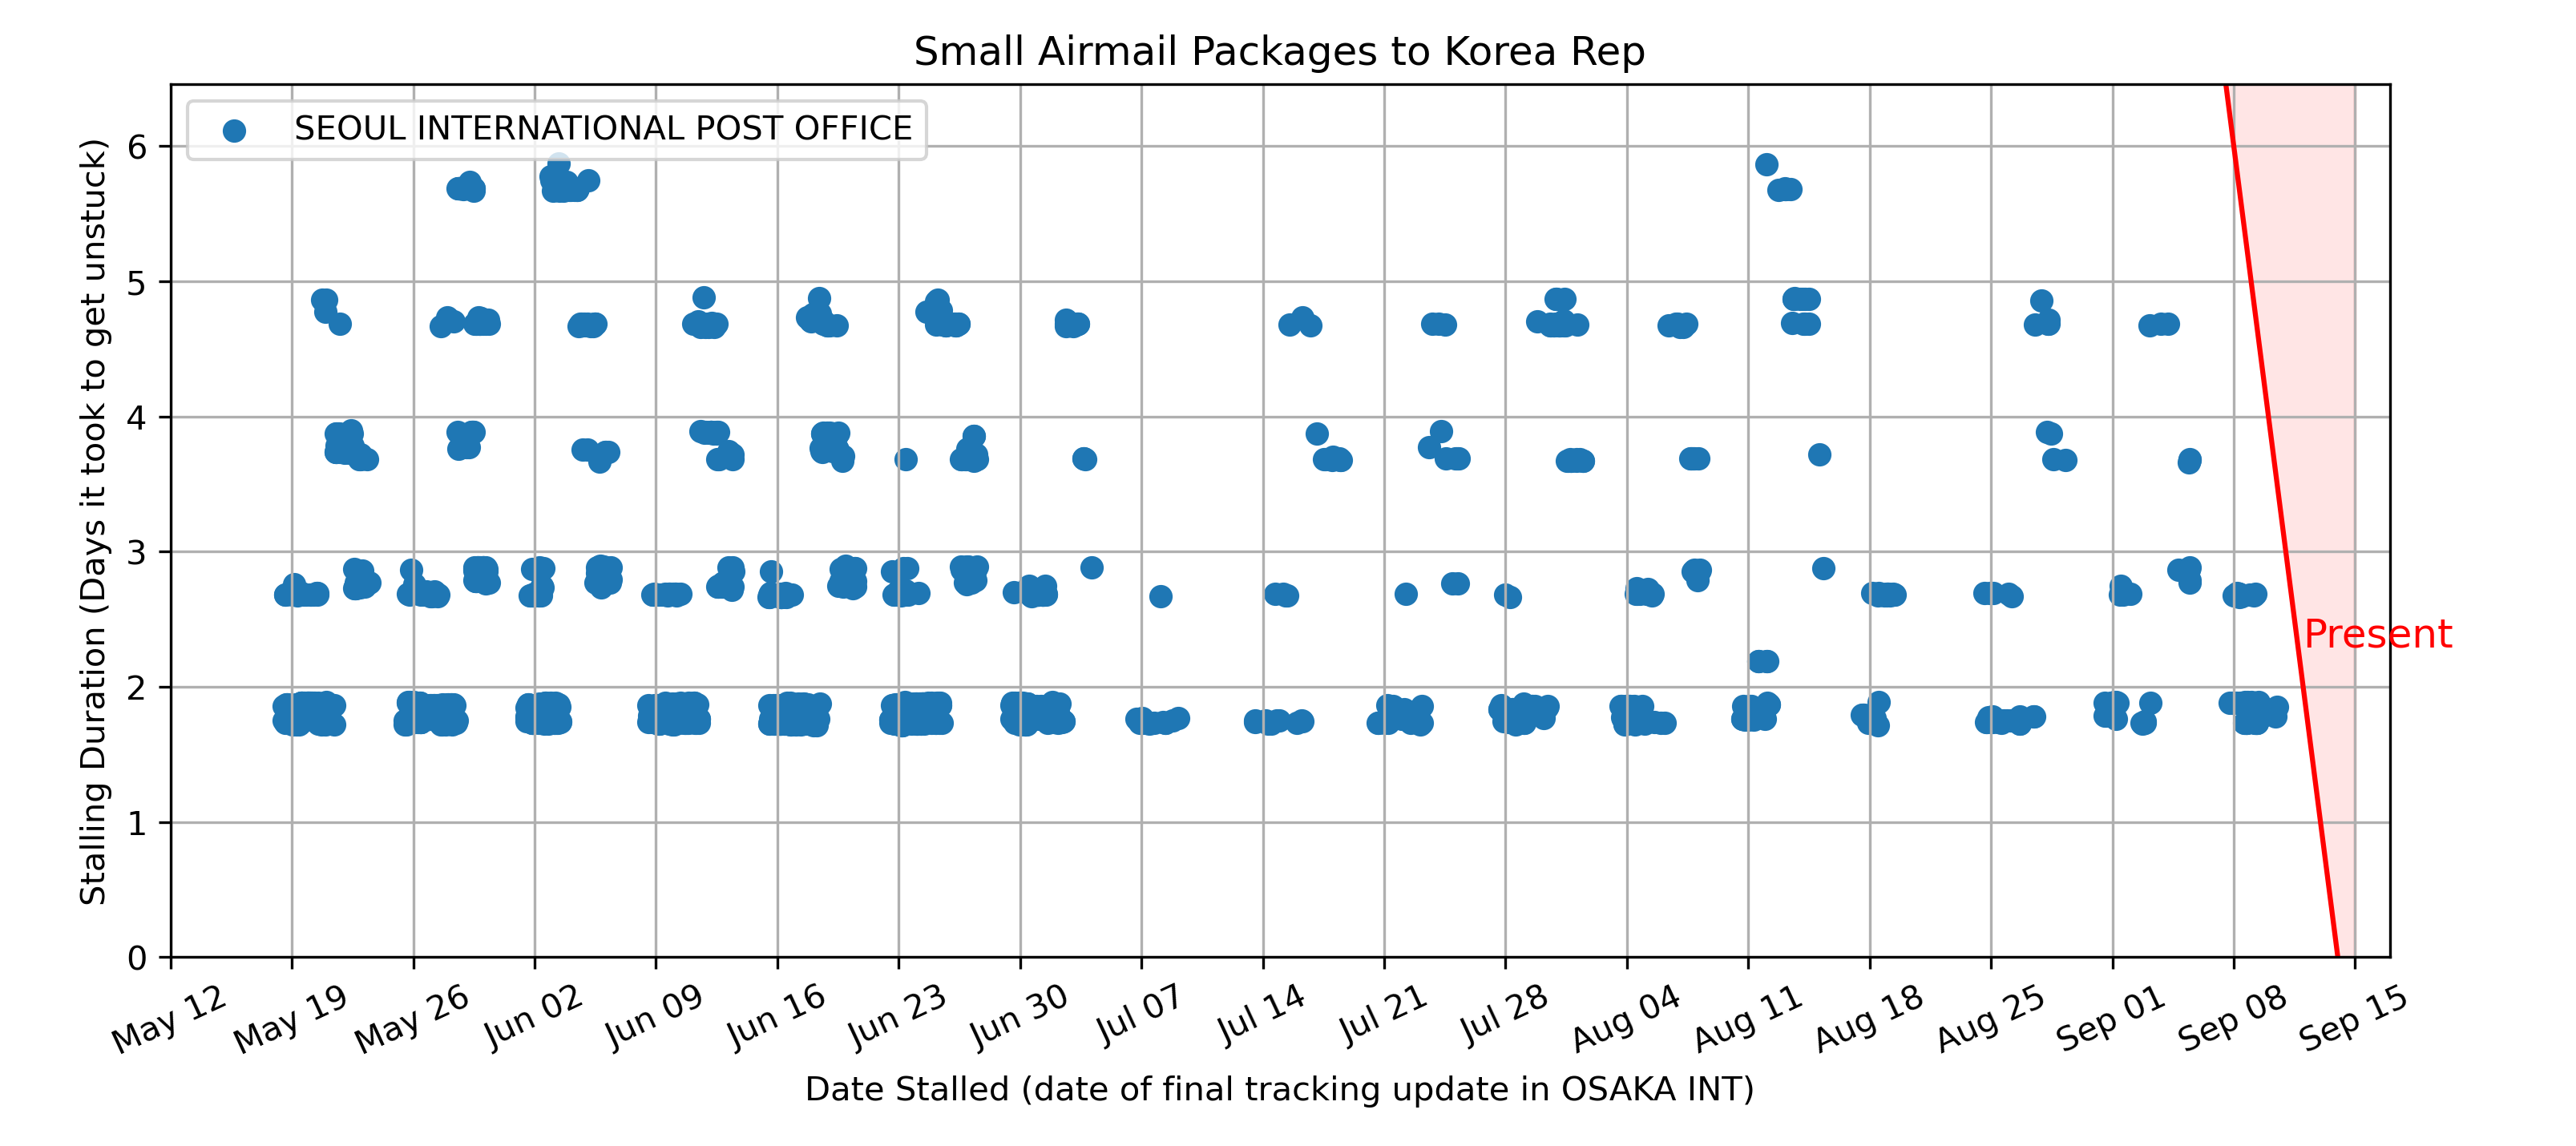 Small Airmail Packages to Korea Rep
SEOUL INTERNATIONAL POST OFFICE
Stalling Duration (Days it took to get unstuck)
6
5
4
3
2
1
0
Present
May 12
May 19
May 26
Jun 02
Jun 09
Jun 16
Jun 23
Jun 30
Jul 07
Jul 14
Jul 21
Jul 28
Aug 04
Aug 11
Aug 18
Aug 25
Sep 01
Sep 08
Sep 15
Date Stalled (date of final tracking update in OSAKA INT)